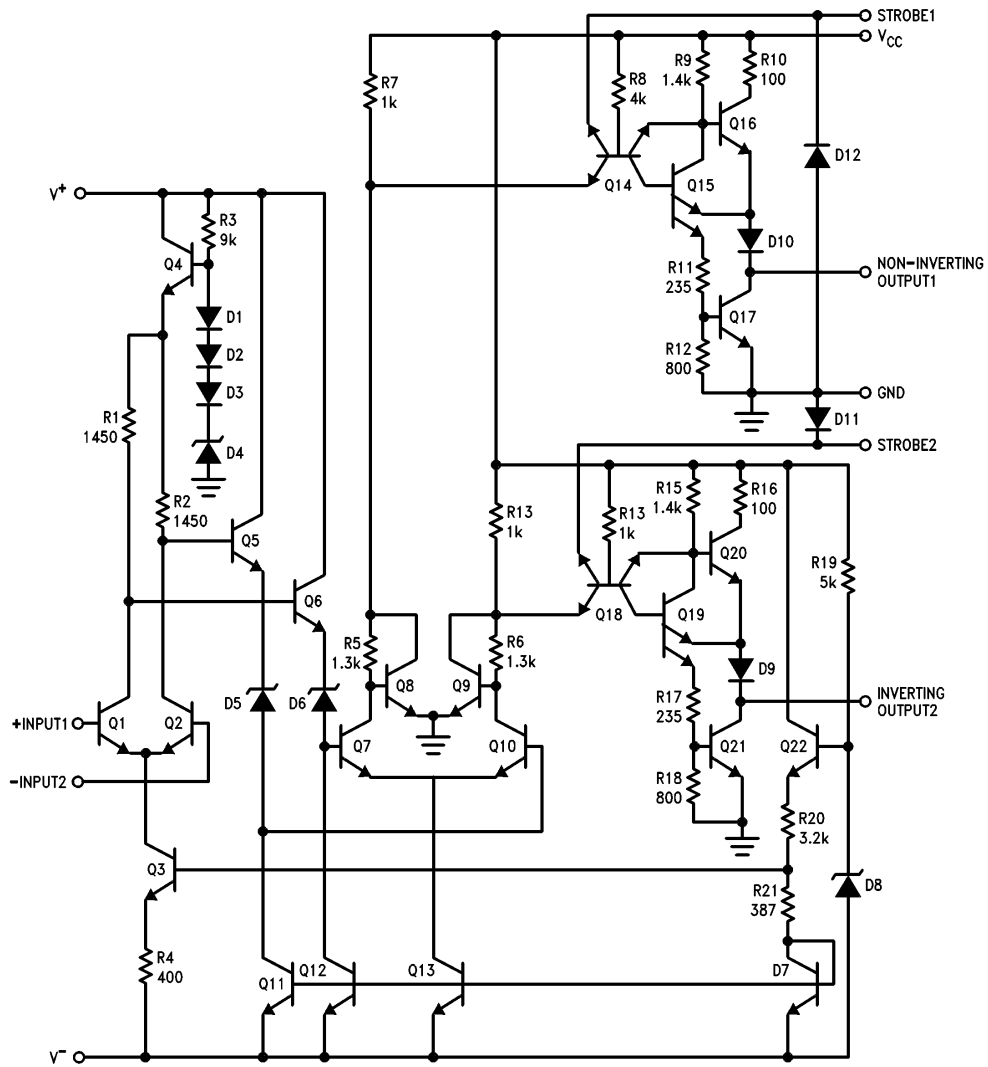 STROBE1
VCC
R7
1k
R8
4k
R9
1.4k
R10
100
Q16
D12
Q14
Q15
V+
R3
9k
Q4
D10
NON-INVERTING
OUTPUT1
R11
235
Q17
D1
D2
D3
D4
R12
800
GND
D11
R1
1450
STROBE2
R2
1450
Q5
R13
1k
R13
1k
R15
1.4k
R16
100
Q20
R19
5k
Q6
Q18
Q19
R5
1.3k
R6
1.3k
Q8
Q9
D9
D5
D6
R17
235
INVERTING
OUTPUT2
+INPUT1
Q1
Q2
Q7
Q10
Q21
Q22
-INPUT2
R18
800
R20
3.2k
Q3
R21
387
D8
R4
400
Q11
Q12
Q13
D7
V-